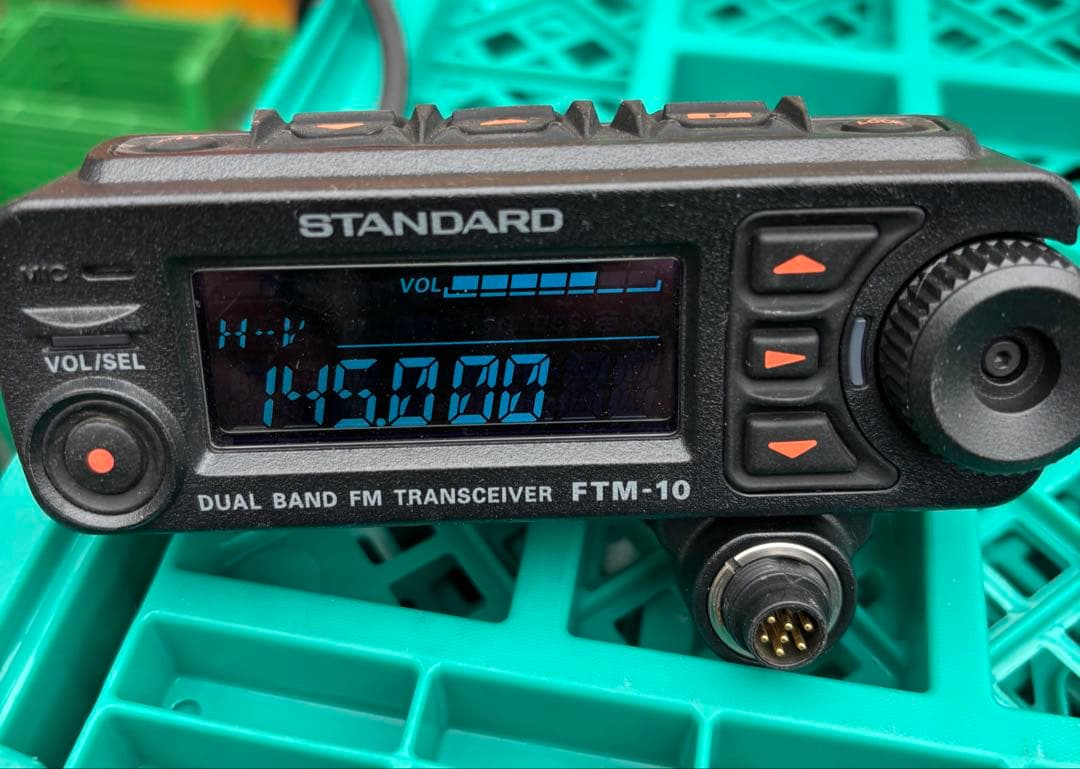 STANDARD
MIC
VOL
VOL/SEL
H-V
145.000
DUAL BAND FM TRANSCEIVER FTM-10